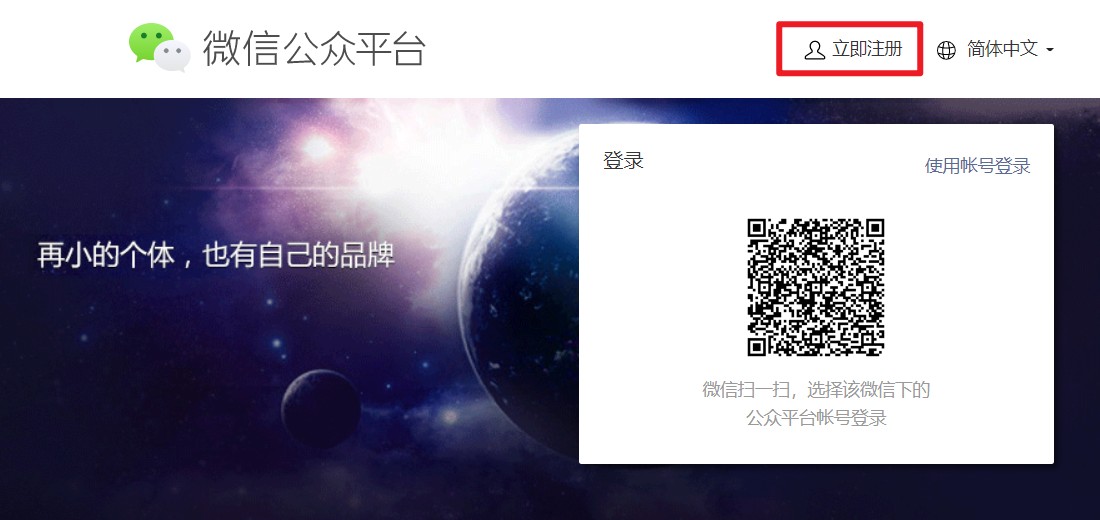 微信公众平台
立即注册
简体中文
登录
使用帐号登录
再小的个体，也有自己的品牌
微信扫一扫，选择该微信下的
公众平台帐号登录